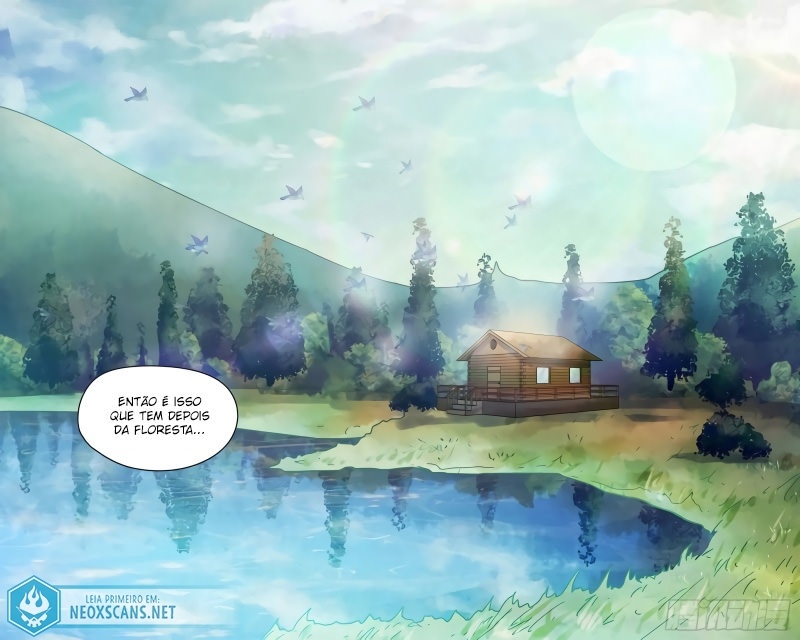 ENTÃO É ISSO
QUE TEM DEPOIS
DA FLORESTA...
LEIA PRIMEIRO EM:
NEOXSCANS.NET